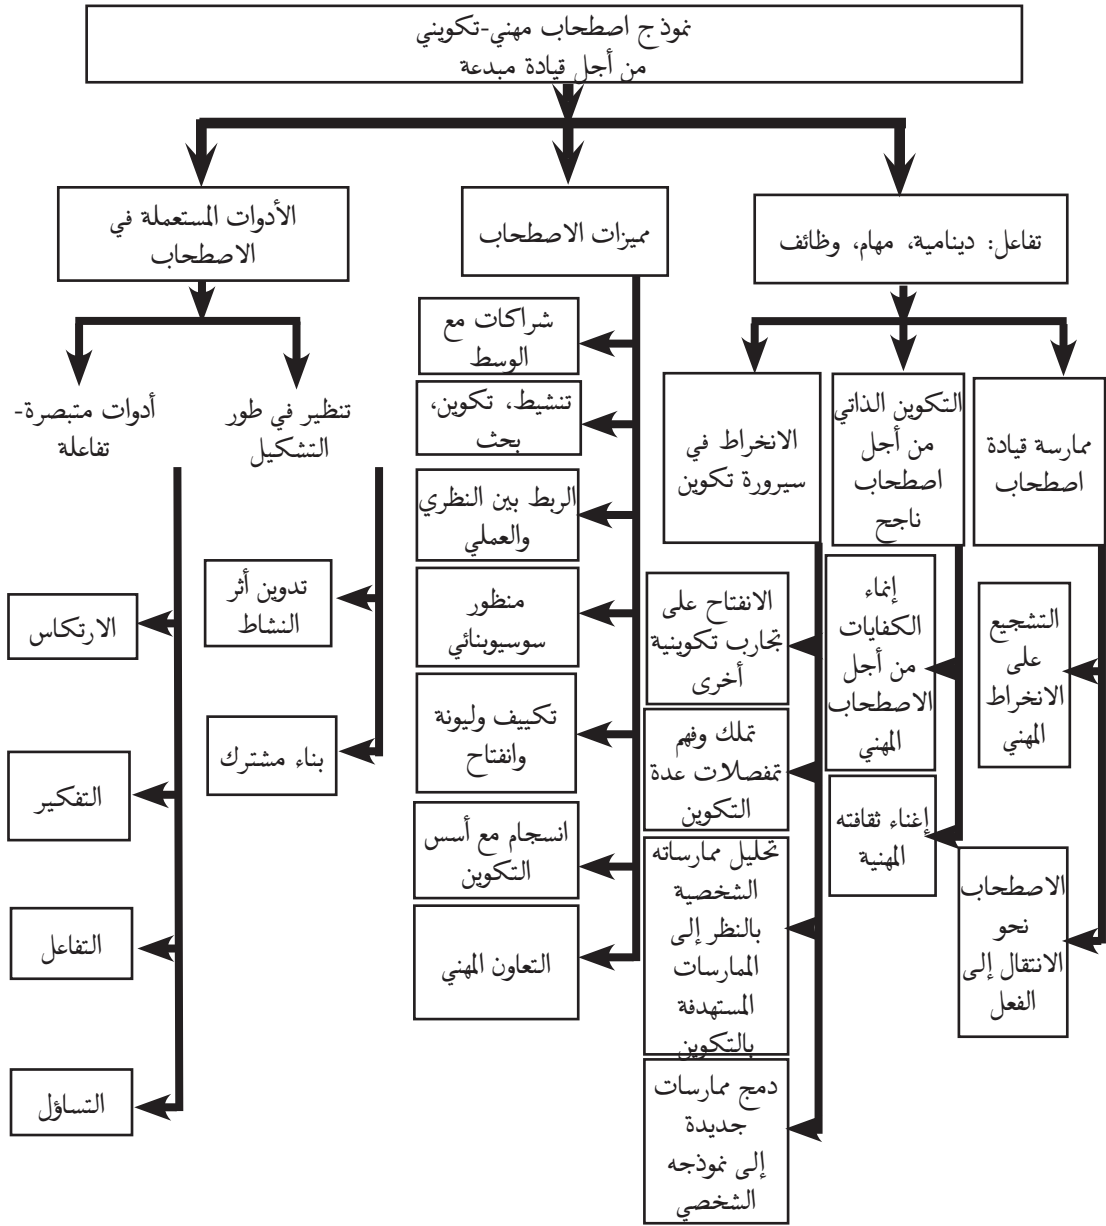 نموذج اصطحاب مهني-تكويني
من أجل قيادة مبدعة
تفاعل: دينامية، مهام، وظائف
مميزات الاصطحاب
الأدوات المستعملة في
الاصطحاب
ممارسة قيادة
اصطحاب
التكوين الذاتي
من أجل
اصطحاب
ناجح
الانخراط في
سيرورة تكوين
التشجيع
على
الانخراط
المهني
الاصطحاب
نحو
الانتقال إلى
الفعل
إنماء
الكفايات
من أجل
الاصطحاب
المهني
إغناء ثقافته
المهنية
الانفتاح على
تجارب تكوينية
أخرى
تملك وفهم
تمفصلات عدة
التكوين
تحليل ممارساته
الشخصية
بالنظر إلى
الممارسات
المستهدفة
بالتكوين
دمج ممارسات
جديدة
إلى نموذجه
الشخصي
شراكات مع
الوسط
تنشيط، تكوين،
بحث
الربط بين النظري
والعملي
منظور
سوسيوبنائي
تكييف وليونة
وانفتاح
انسجام مع أسس
التكوين
التعاون المهني
تنظير في طور
التشكيل
تدوين أثر
النشاط
بناء مشترك
أدوات متبصرة-
تفاعلة
الارتكاس
التفكير
التفاعل
التساؤل